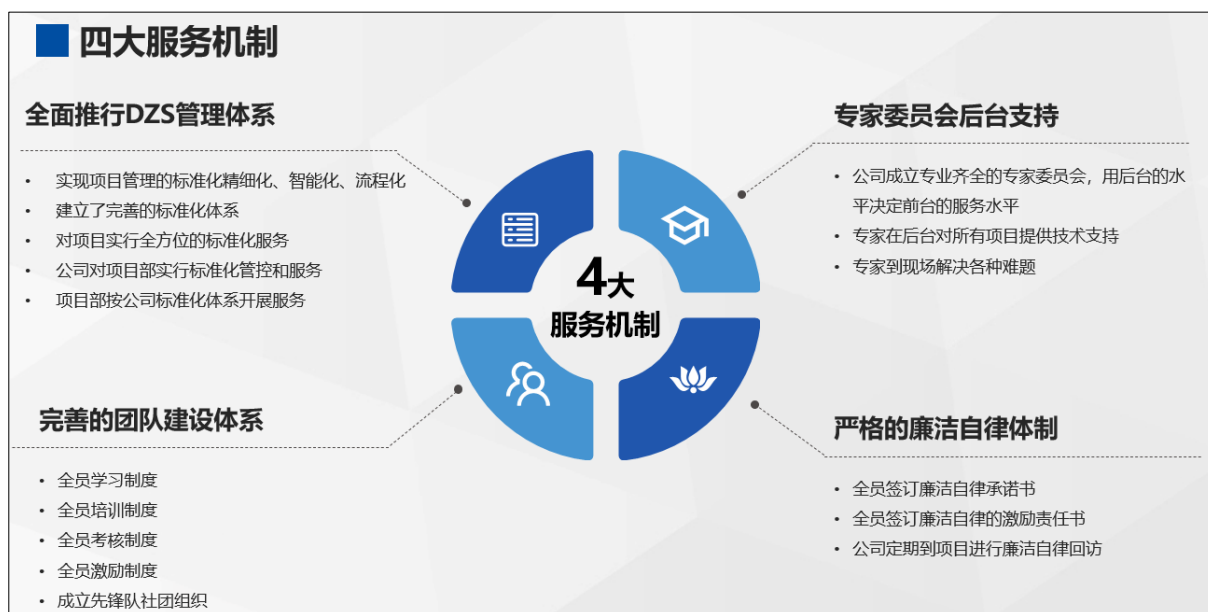 四大服务机制
全面推行DZS管理体系
• 实现项目管理的标准化精细化、智能化、流程化
• 建立了完善的标准化体系
• 对项目实行全方位的标准化服务
• 公司对项目部实行标准化管控和服务
• 项目部按公司标准化体系开展服务
专家委员会后台支持
• 公司成立专业齐全的专家委员会，用后台的水
平决定前台的服务水平
• 专家在后台对所有项目提供技术支持
• 专家到现场解决各种难题
4大
服务机制
完善的团队建设体系
• 全员学习制度
• 全员培训制度
• 全员考核制度
• 全员激励制度
• 成立先锋队社团组织
严格的廉洁自律体制
• 全员签订廉洁自律承诺书
• 全员签订廉洁自律的激励责任书
• 公司定期到项目进行廉洁自律回访